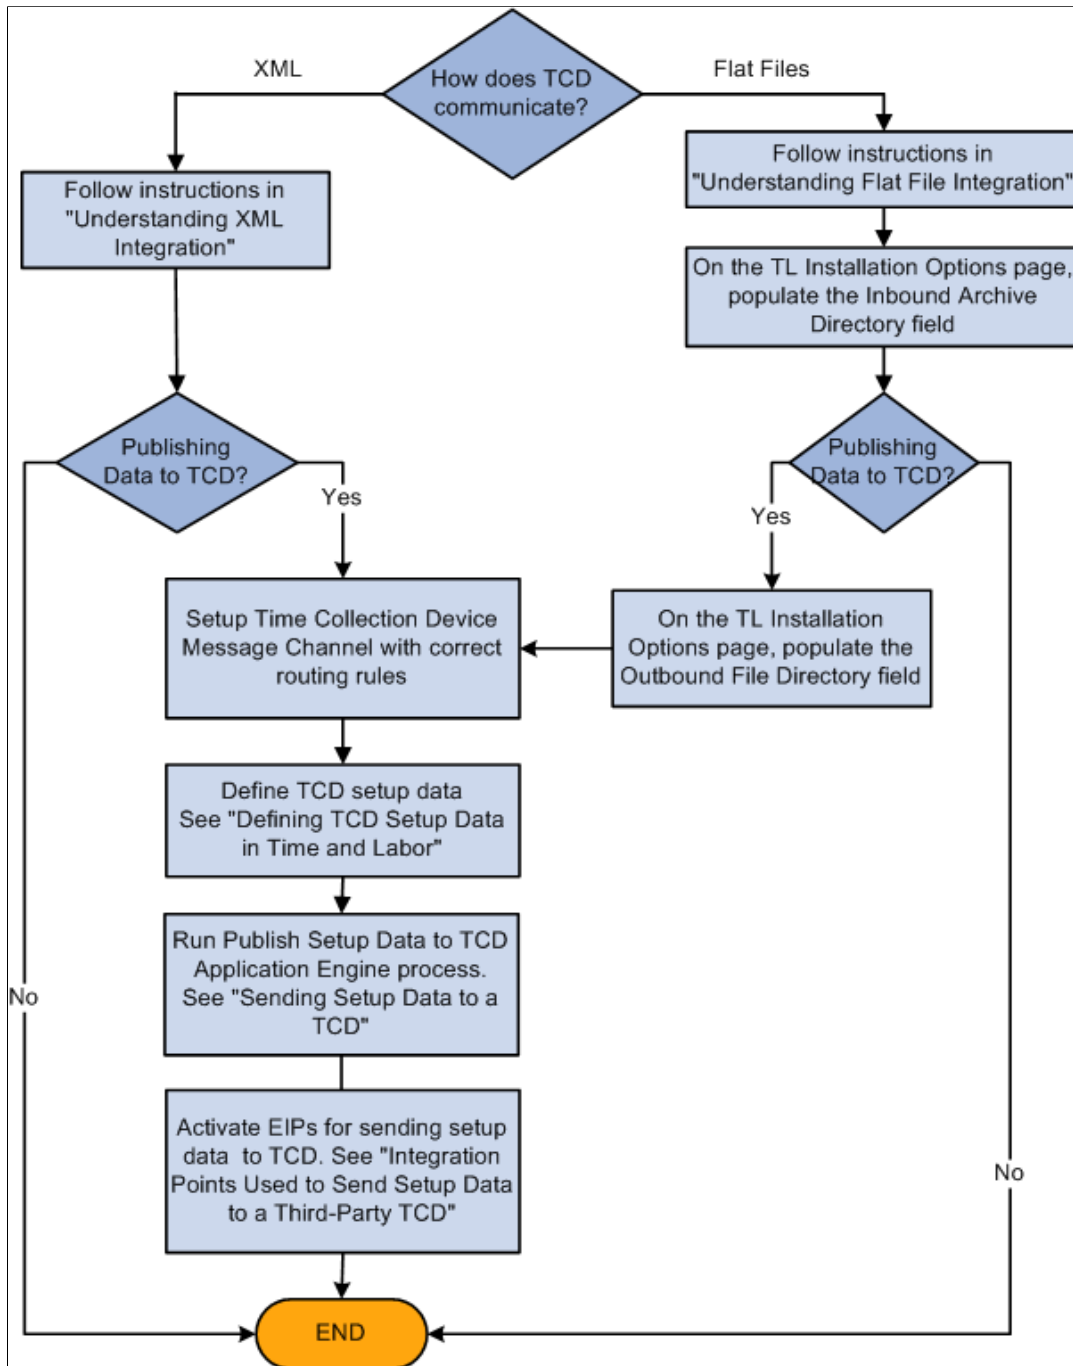 How does TCD
communicate?
XML
Flat Files
Follow instructions in
"Understanding XML
Integration"
Follow instructions in
"Understanding Flat File Integration"
On the TL Installation Options page,
populate the Inbound Archive
Directory field
Publishing
Data to TCD?
Yes
No
Publishing
Data to TCD?
Yes
No
On the TL Installation
Options page, populate the
Outbound File Directory field
Setup Time Collection Device
Message Channel with correct
routing rules
Define TCD setup data
See "Defining TCD Setup Data
in Time and Labor"
Run Publish Setup Data to TCD
Application Engine process.
See "Sending Setup Data to a
TCD"
Activate EIPs for sending setup
data to TCD. See "Integration
Points Used to Send Setup Data
to a Third-Party TCD"
END